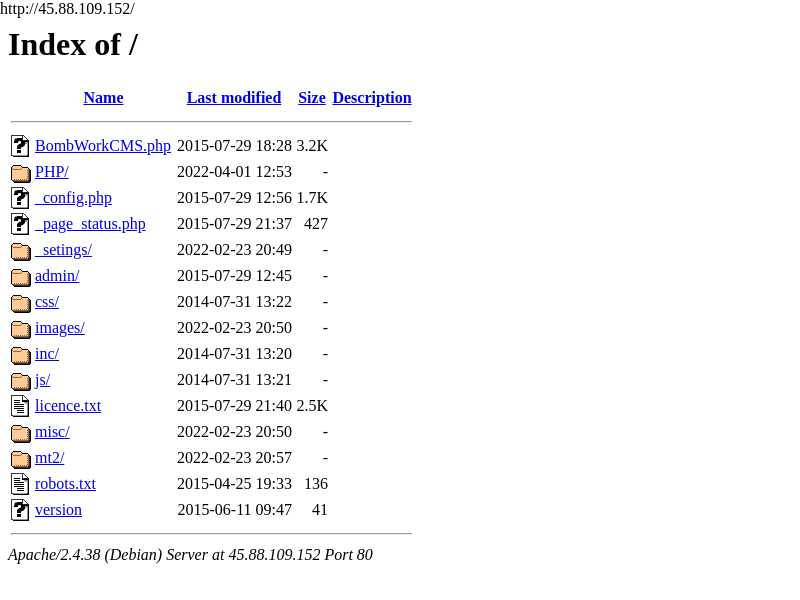 http://45.88.109.152/
Index of /
Name Last modified Size Description
BombWorkCMS.php 2015-07-29 18:28 3.2K
PHP/ 2022-04-01 12:53 -
_config.php 2015-07-29 12:56 1.7K
_page_status.php 2015-07-29 21:37 427
_setings/ 2022-02-23 20:49 -
admin/ 2015-07-29 12:45 -
css/ 2014-07-31 13:22 -
images/ 2022-02-23 20:50 -
inc/ 2014-07-31 13:20 -
js/ 2014-07-31 13:21 -
licence.txt 2015-07-29 21:40 2.5K
misc/ 2022-02-23 20:50 -
mt2/ 2022-02-23 20:57 -
robots.txt 2015-04-25 19:33 136
version 2015-06-11 09:47 41
Apache/2.4.38 (Debian) Server at 45.88.109.152 Port 80